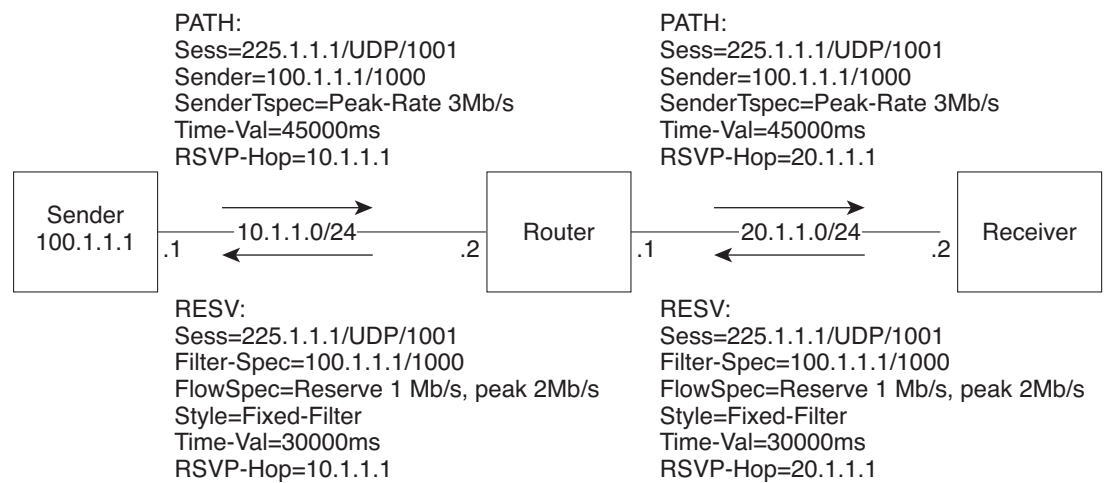 PATH:
Sess=225.1.1.1/UDP/1001
Sender=100.1.1.1/1000
SenderTspec=Peak-Rate 3Mb/s
Time-Val=45000ms
RSVP-Hop=10.1.1.1
PATH:
Sess=225.1.1.1/UDP/1001
Sender=100.1.1.1/1000
SenderTspec=Peak-Rate 3Mb/s
Time-Val=45000ms
RSVP-Hop=20.1.1.1
Sender
100.1.1.1
.1
10.1.1.0/24
.2
Router
.1
20.1.1.0/24
.2
Receiver
RESV:
Sess=225.1.1.1/UDP/1001
Filter-Spec=100.1.1.1/1000
FlowSpec=Reserve 1 Mb/s, peak 2Mb/s
Style=Fixed-Filter
Time-Val=30000ms
RSVP-Hop=10.1.1.1
RESV:
Sess=225.1.1.1/UDP/1001
Filter-Spec=100.1.1.1/1000
FlowSpec=Reserve 1 Mb/s, peak 2Mb/s
Style=Fixed-Filter
Time-Val=30000ms
RSVP-Hop=20.1.1.1